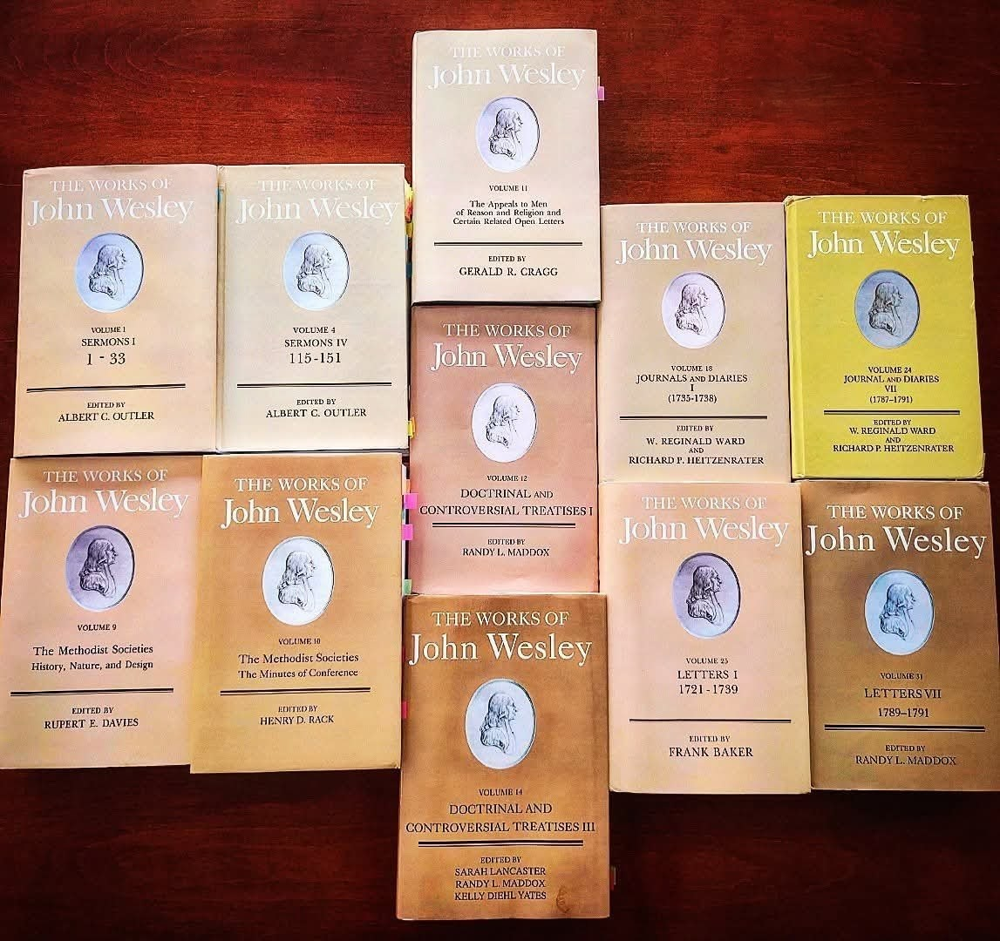 THE WORKS OF
John Wesley
VOLUME 11
The Appeals to Men
of Reason and Religion and
Certain Related Open Letters
EDITED BY
GERALD R. CRAGG
THE WORKS OF
John Wesley
VOLUME 1
SERMONS I
1 - 33
EDITED BY
ALBERT C. OUTLER
THE WORKS OF
John Wesley
VOLUME 4
SERMONS IV
115-151
EDITED BY
ALBERT C. OUTLER
THE WORKS OF
John Wesley
VOLUME 18
JOURNALS AND DIARIES
I
(1735-1738)
EDITED BY
W. REGINALD WARD
AND
RICHARD P. HEITZENRATER
THE WORKS OF
John Wesley
VOLUME 24
JOURNAL AND DIARIES
VII
(1787–1791)
EDITED BY
W. REGINALD WARD
AND
RICHARD P. HEITZENRATER
THE WORKS OF
John Wesley
VOLUME 12
DOCTRINAL AND
CONTROVERSIAL TREATISES I
EDITED BY
RANDY L. MADDOX
THE WORKS OF
John Wesley
VOLUME 9
The Methodist Societies
History, Nature, and Design
EDITED BY
RUPERT E. DAVIES
THE WORKS OF
John Wesley
VOLUME 10
The Methodist Societies
The Minutes of Conference
EDITED BY
HENRY D. RACK
THE WORKS OF
John Wesley
VOLUME 25
LETTERS I
1721-1739
EDITED BY
FRANK BAKER
THE WORKS OF
John Wesley
VOLUME 31
LETTERS VII
1789–1791
EDITED BY
RANDY L. MADDOX
THE WORKS OF
John Wesley
VOLUME 14
DOCTRINAL AND
CONTROVERSIAL TREATISES III
EDITED BY
SARAH LANCASTER
RANDY L. MADDOX
KELLY DIEHL YATES